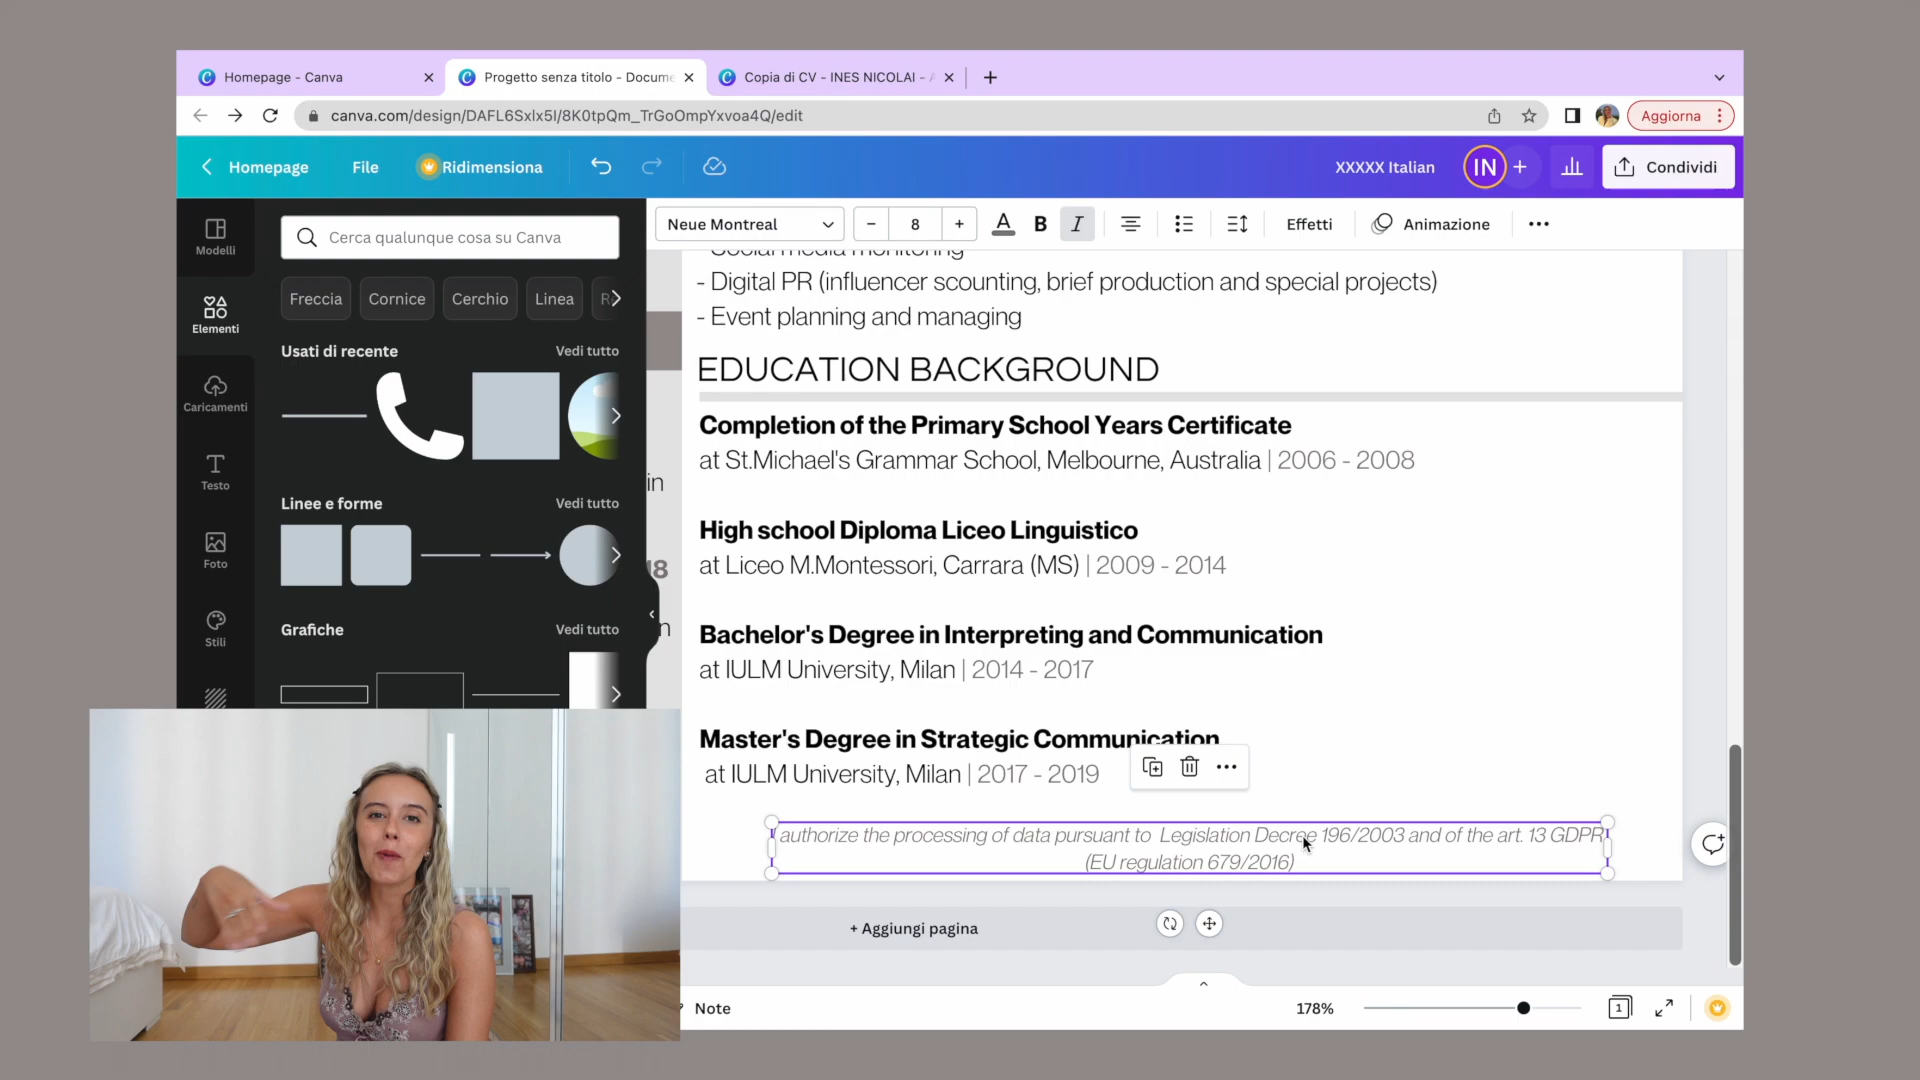 Homepage - Canva
Progetto senza titolo - Docume
Copia di CV - INES NICOLAI - A
canva.com/design/DAFL6Sxlx5I/8K0tpQm_TrGoOmpYxvoa4Q/edit
Aggiorna
Homepage
File
Ridimensiona
XXXXX Italian
IN
Condividi
Modelli
Elementi
Caricamenti
Testo
Foto
Stili
Cerca qualunque cosa su Canva
Freccia
Cornice
Cerchio
Linea
Usati di recente
Vedi tutto
Linee e forme
Vedi tutto
Grafiche
Vedi tutto
Neue Montreal
8
A
B
I
Effetti
Animazione
in
18
n
- Social media monitoring
- Digital PR (influencer scounting, brief production and special projects)
- Event planning and managing
EDUCATION BACKGROUND
Completion of the Primary School Years Certificate
at St.Michael's Grammar School, Melbourne, Australia | 2006 - 2008
High school Diploma Liceo Linguistico
at Liceo M.Montessori, Carrara (MS) | 2009 - 2014
Bachelor's Degree in Interpreting and Communication
at IULM University, Milan | 2014 - 2017
Master's Degree in Strategic Communication
at IULM University, Milan | 2017 - 2019
I authorize the processing of data pursuant to Legislation Decree 196/2003 and of the art. 13 GDPR
(EU regulation 679/2016)
+ Aggiungi pagina
Note
178%
1